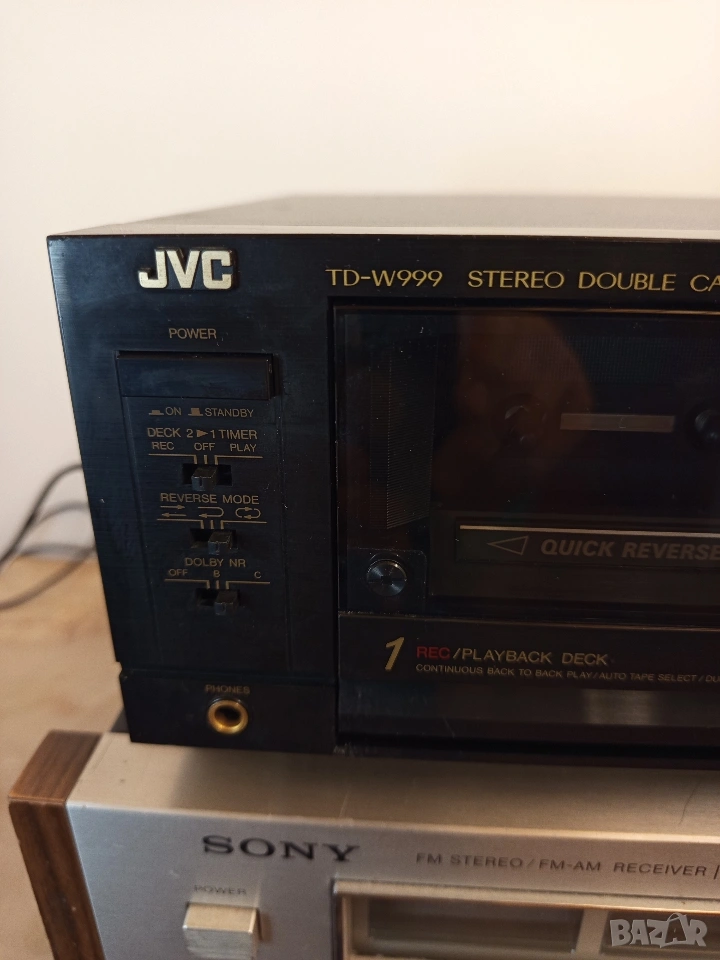 JVC
TD-W999 STEREO DOUBLE CA
POWER
ON STANDBY
DECK 2 ▶ 1 TIMER
REC OFF PLAY
REVERSE MODE
DOLBY NR
OFF B C
QUICK REVERSE
1 REC/PLAYBACK DECK
CONTINUOUS BACK TO BACK PLAY/AUTO TAPE SELECT/DU
PHONES
SONY
FM STEREO/FM-AM RECEIVER
POWER
BAZAR